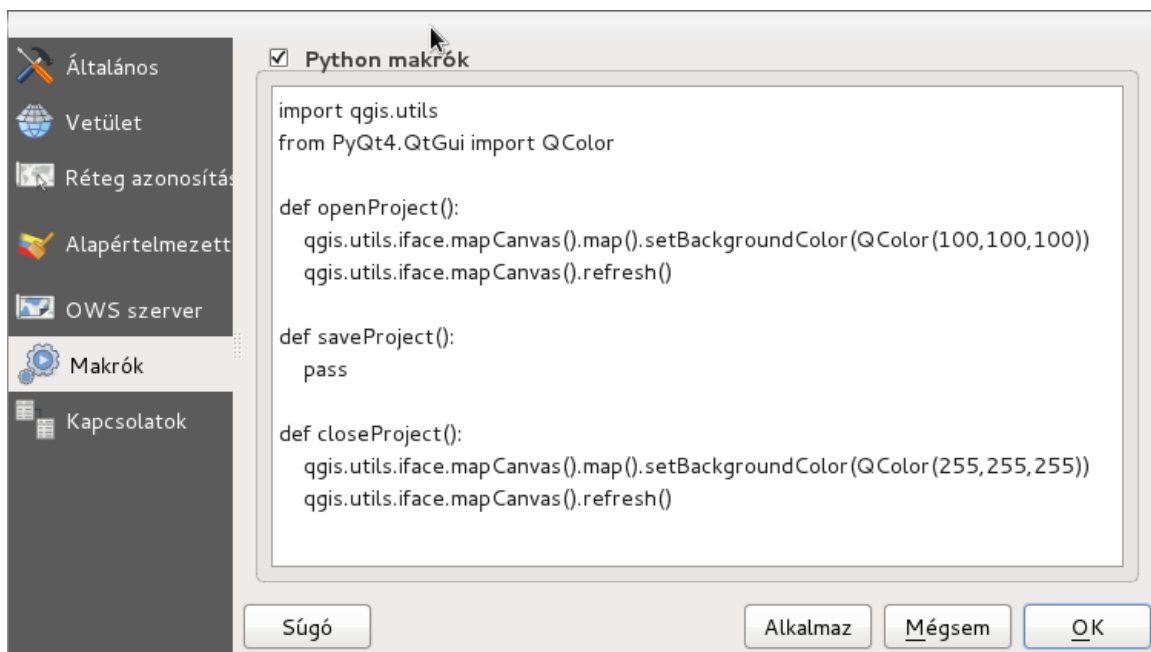 Általános
Vetület
Réteg azonosítás
Alapértelmezett
OWS szerver
Makrók
Kapcsolatok
Python makrók
import qgis.utils
from PyQt4.QtGui import QColor
def openProject():
qgis.utils.iface.mapCanvas().map().setBackgroundColor(QColor(100,100,100))
qgis.utils.iface.mapCanvas().refresh()
def saveProject():
pass
def closeProject():
qgis.utils.iface.mapCanvas().map().setBackgroundColor(QColor(255,255,255))
qgis.utils.iface.mapCanvas().refresh()
Súgó
Alkalmaz
Mégsem
OK